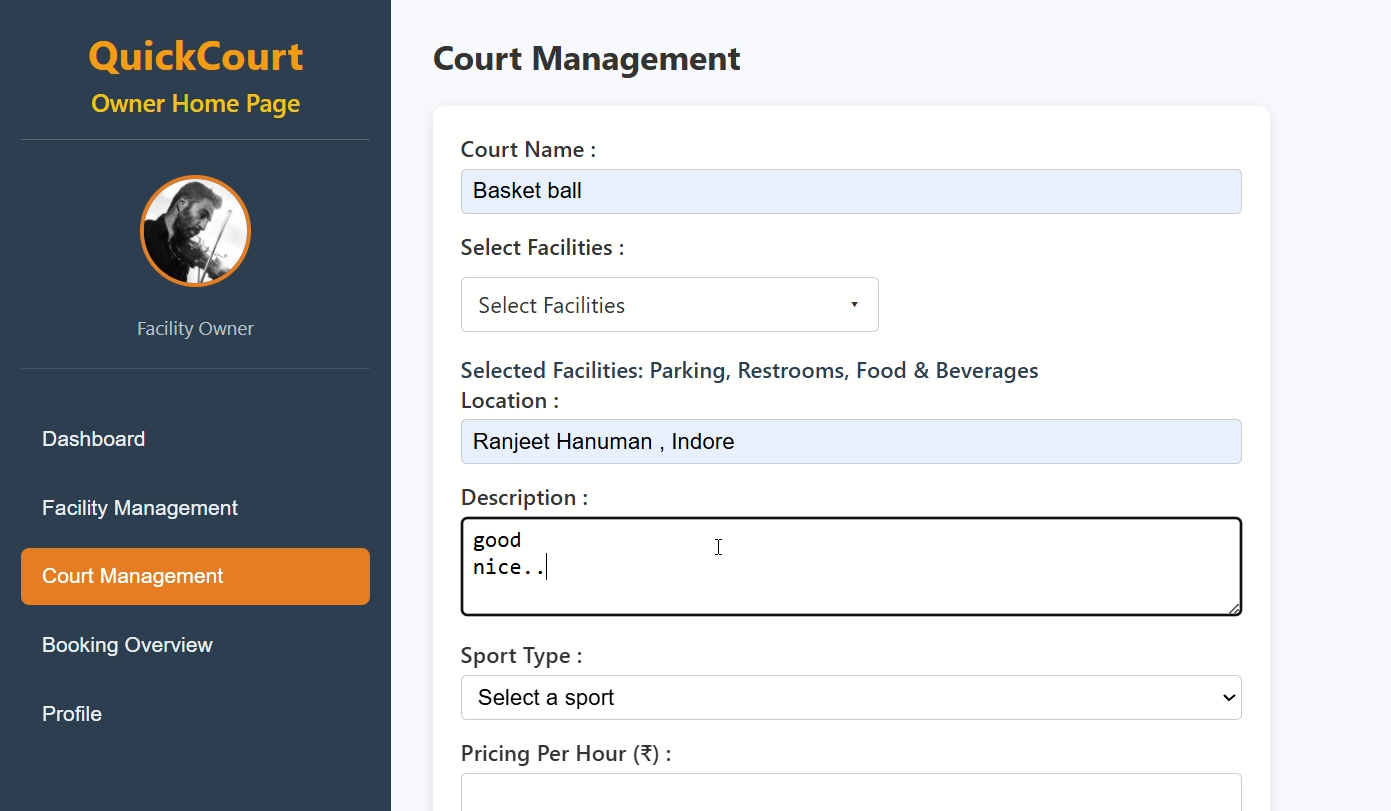 QuickCourt
Owner Home Page
Facility Owner
Dashboard
Facility Management
Court Management
Booking Overview
Profile
Court Management
Court Name :
Basket ball
Select Facilities :
Select Facilities
Selected Facilities: Parking, Restrooms, Food & Beverages
Location :
Ranjeet Hanuman , Indore
Description :
good
nice..
Sport Type :
Select a sport
Pricing Per Hour (₹) :